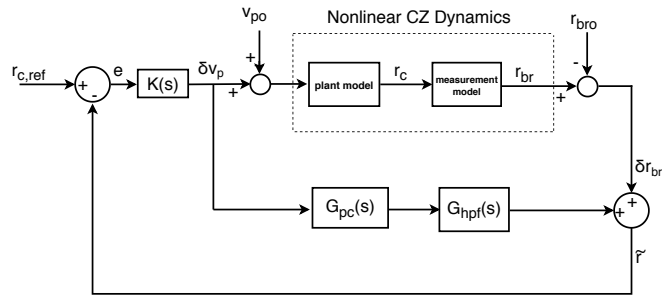 v_po
Nonlinear CZ Dynamics
r_bro
r_c,ref
+
-
e
K(s)
δv_p
+
+
plant model
r_c
measurement model
r_br
+
-
δr_br
G_pc(s)
G_hpf(s)
+
+
r̃